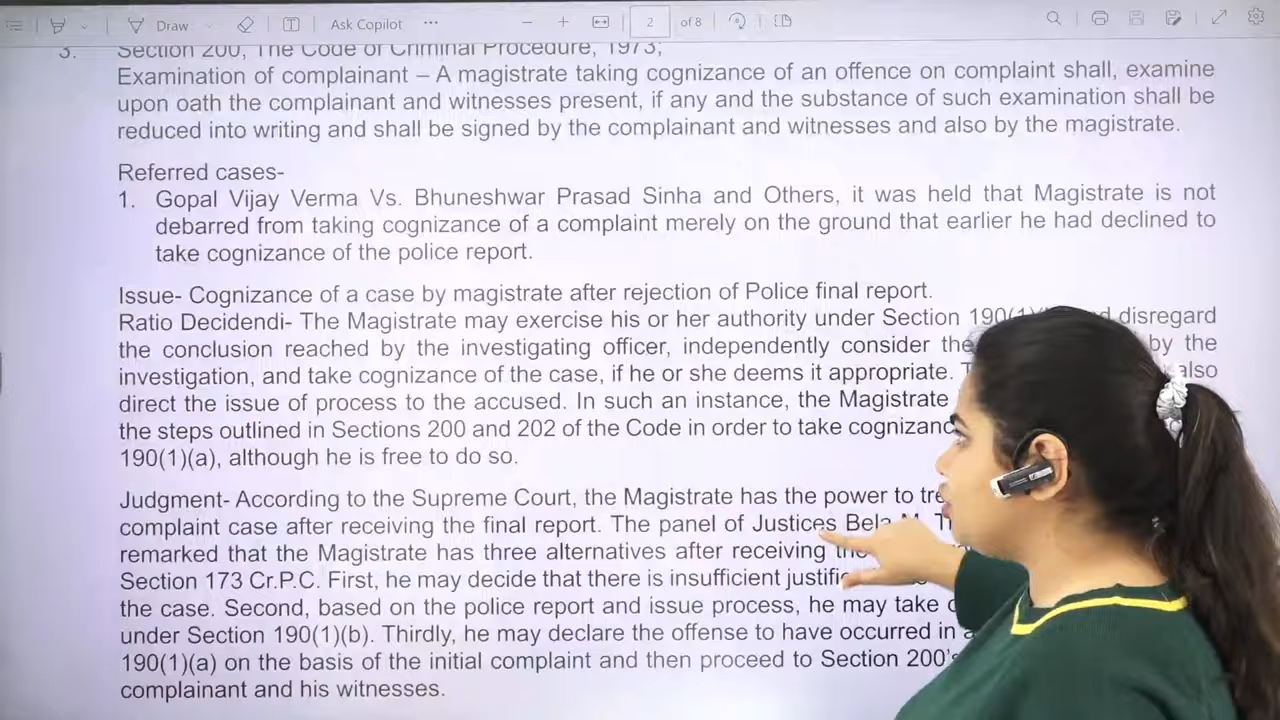 Draw
Ask Copilot
2 of 8
3. Section 200, The Code of Criminal Procedure, 1973;
Examination of complainant – A magistrate taking cognizance of an offence on complaint shall, examine
upon oath the complainant and witnesses present, if any and the substance of such examination shall be
reduced into writing and shall be signed by the complainant and witnesses and also by the magistrate.
Referred cases-
1. Gopal Vijay Verma Vs. Bhuneshwar Prasad Sinha and Others, it was held that Magistrate is not
debarred from taking cognizance of a complaint merely on the ground that earlier he had declined to
take cognizance of the police report.
Issue- Cognizance of a case by magistrate after rejection of Police final report.
Ratio Decidendi- The Magistrate may exercise his or her authority under Section disregard
the conclusion reached by the investigating officer, independently consider the by the
investigation, and take cognizance of the case, if he or she deems it appropriate. also
direct the issue of process to the accused. In such an instance, the Magistrate
the steps outlined in Sections 200 and 202 of the Code in order to take
190(1)(a), although he is free to do so.
Judgment- According to the Supreme Court, the Magistrate has the power to
complaint case after receiving the final report. The panel of Justices Bela M.
remarked that the Magistrate has three alternatives after receiving
Section 173 Cr.P.C. First, he may decide that there is insufficient
the case. Second, based on the police report and issue process, he may take
under Section 190(1)(b). Thirdly, he may declare the offense to have occurred in
190(1)(a) on the basis of the initial complaint and then proceed to Section 200's
complainant and his witnesses.